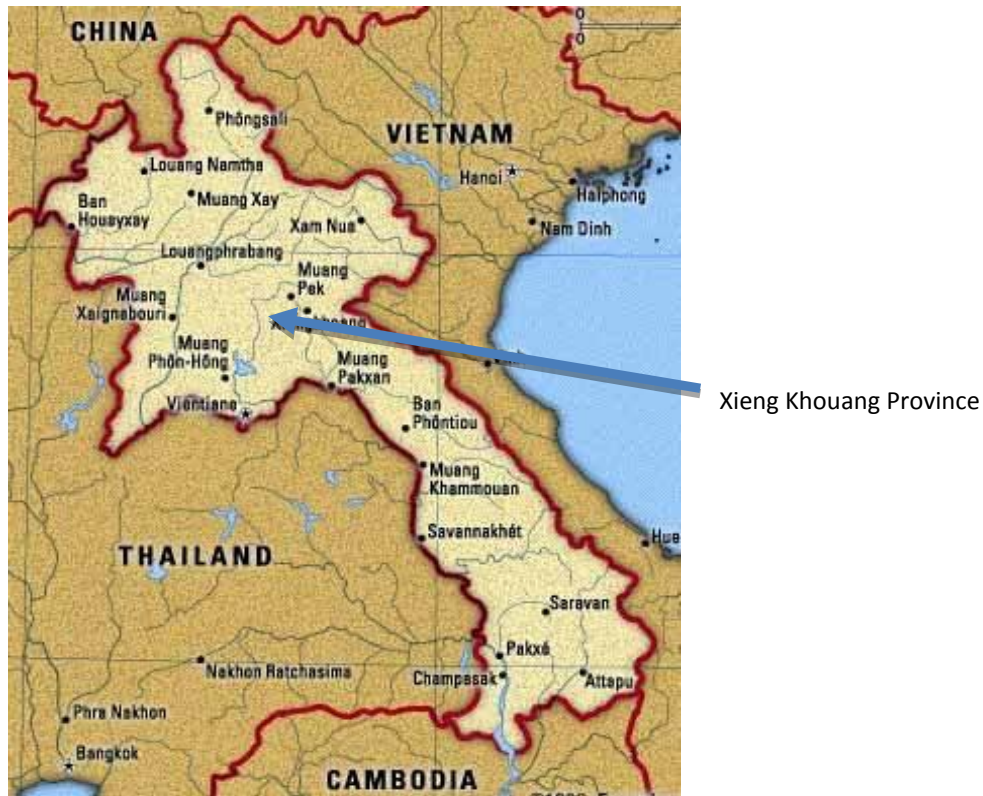 0
0
CHINA
Phôngsali
VIETNAM
Louang Namtha
Hanoi
Haiphong
Muang Xay
Ban
Houayxay
Xam Nua
Nam Dinh
Louangphrabang
Muang
Pek
Muang
Xaignabouri
Muang
Phôn-Hông
Muang
Pakxan
Xieng Khouang Province
Vientiane
Ban
Phôntiou
Muang
Khammouan
Savannakhét
Hue
THAILAND
Saravan
Pakxé
Nakhon Ratchasima
Champasak
Attapu
Phra Nakhon
Bangkok
CAMBODIA